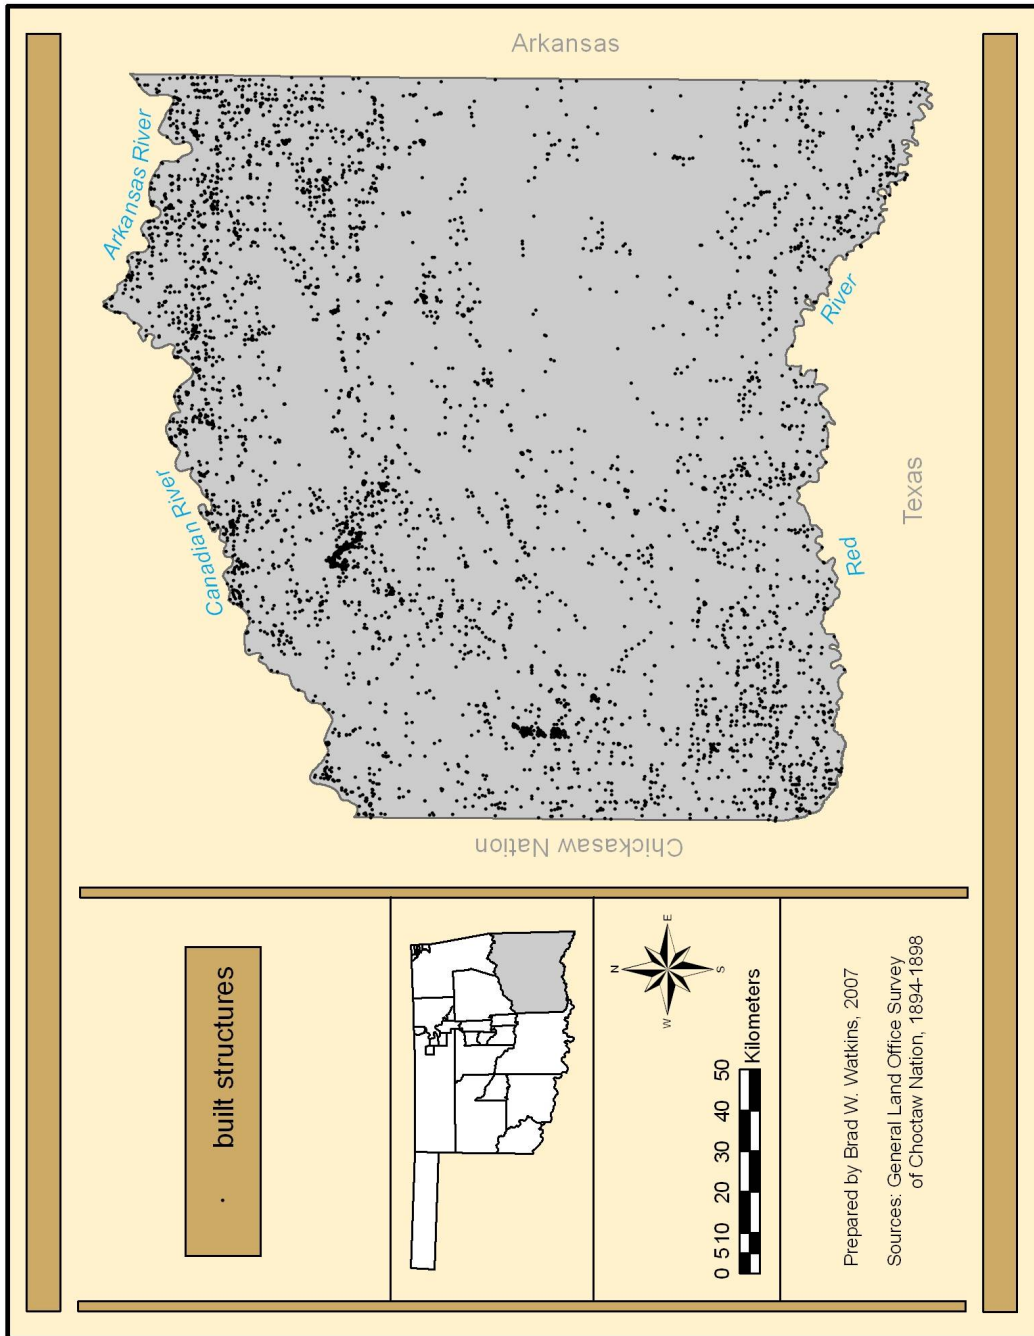 Arkansas
Arkansas River
Canadian River
River
Red
Texas
Chickasaw Nation
. built structures
N
E
S
W
0 5 10 20 30 40 50
Kilometers
Prepared by Brad W. Watkins, 2007
Sources: General Land Office Survey
of Choctaw Nation, 1894-1898